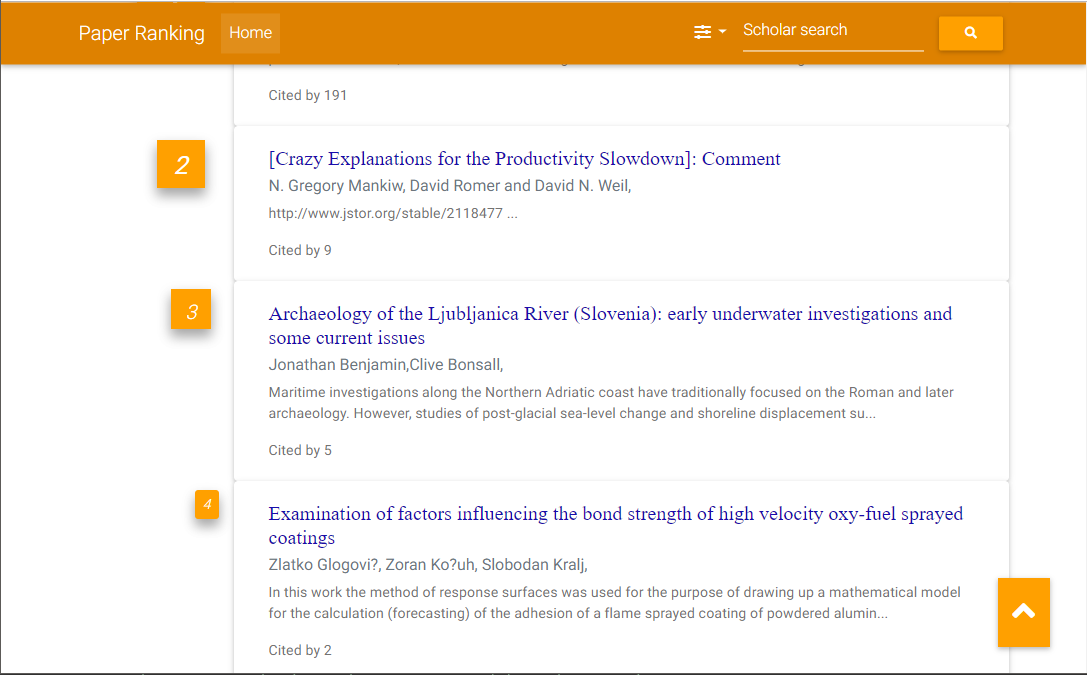 Paper Ranking Home Scholar search
Cited by 191
2
[Crazy Explanations for the Productivity Slowdown]: Comment
N. Gregory Mankiw, David Romer and David N. Weil,
http://www.jstor.org/stable/2118477 ...
Cited by 9
3
Archaeology of the Ljubljanica River (Slovenia): early underwater investigations and
some current issues
Jonathan Benjamin,Clive Bonsall,
Maritime investigations along the Northern Adriatic coast have traditionally focused on the Roman and later
archaeology. However, studies of post-glacial sea-level change and shoreline displacement su...
Cited by 5
4
Examination of factors influencing the bond strength of high velocity oxy-fuel sprayed
coatings
Zlatko Glogovi?, Zoran Ko?uh, Slobodan Kralj,
In this work the method of response surfaces was used for the purpose of drawing up a mathematical model
for the calculation (forecasting) of the adhesion of a flame sprayed coating of powdered alumin...
Cited by 2